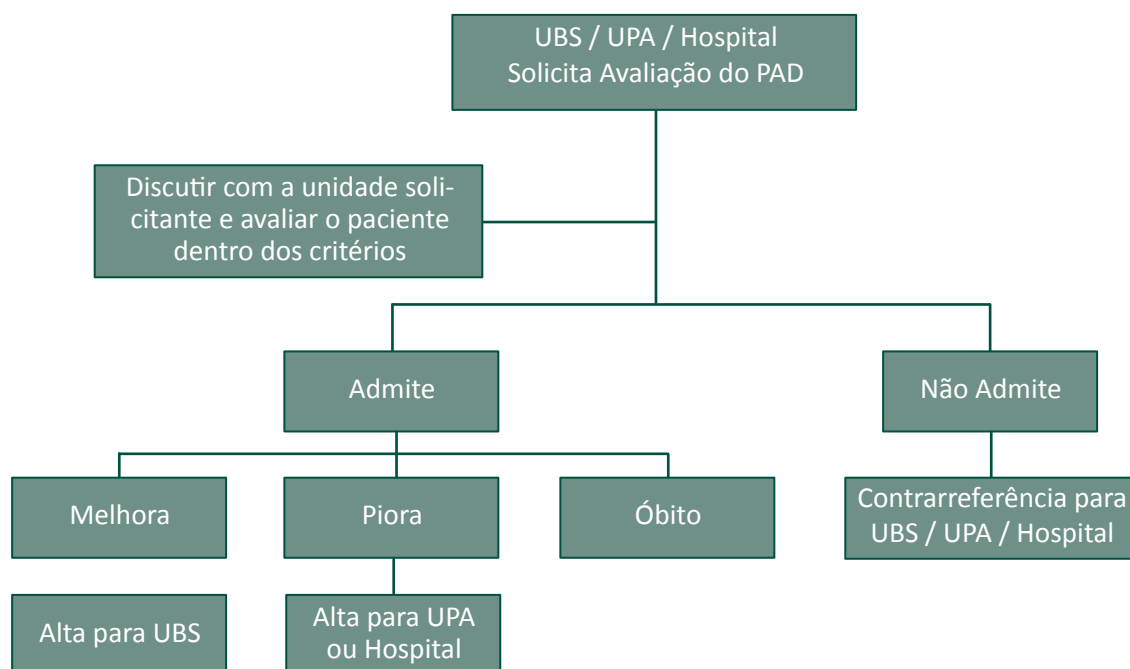 UBS / UPA / Hospital
Solicita Avaliação do PAD
Discutir com a unidade soli-
citante e avaliar o paciente
dentro dos critérios
Admite
Não Admite
Melhora
Piora
Óbito
Contrarreferência para
UBS / UPA / Hospital
Alta para UBS
Alta para UPA
ou Hospital